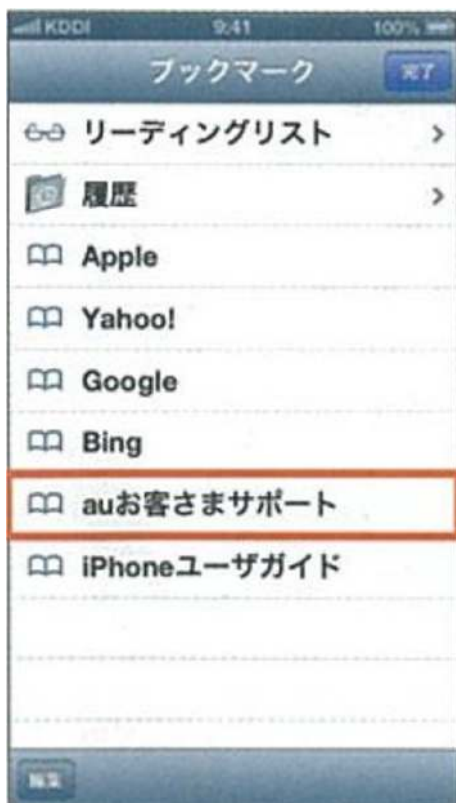 KDDI 9:41 100%
ブックマーク 完了
リーディングリスト
履歴
Apple
Yahoo!
Google
Bing
auお客さまサポート
iPhoneユーザガイド
編集